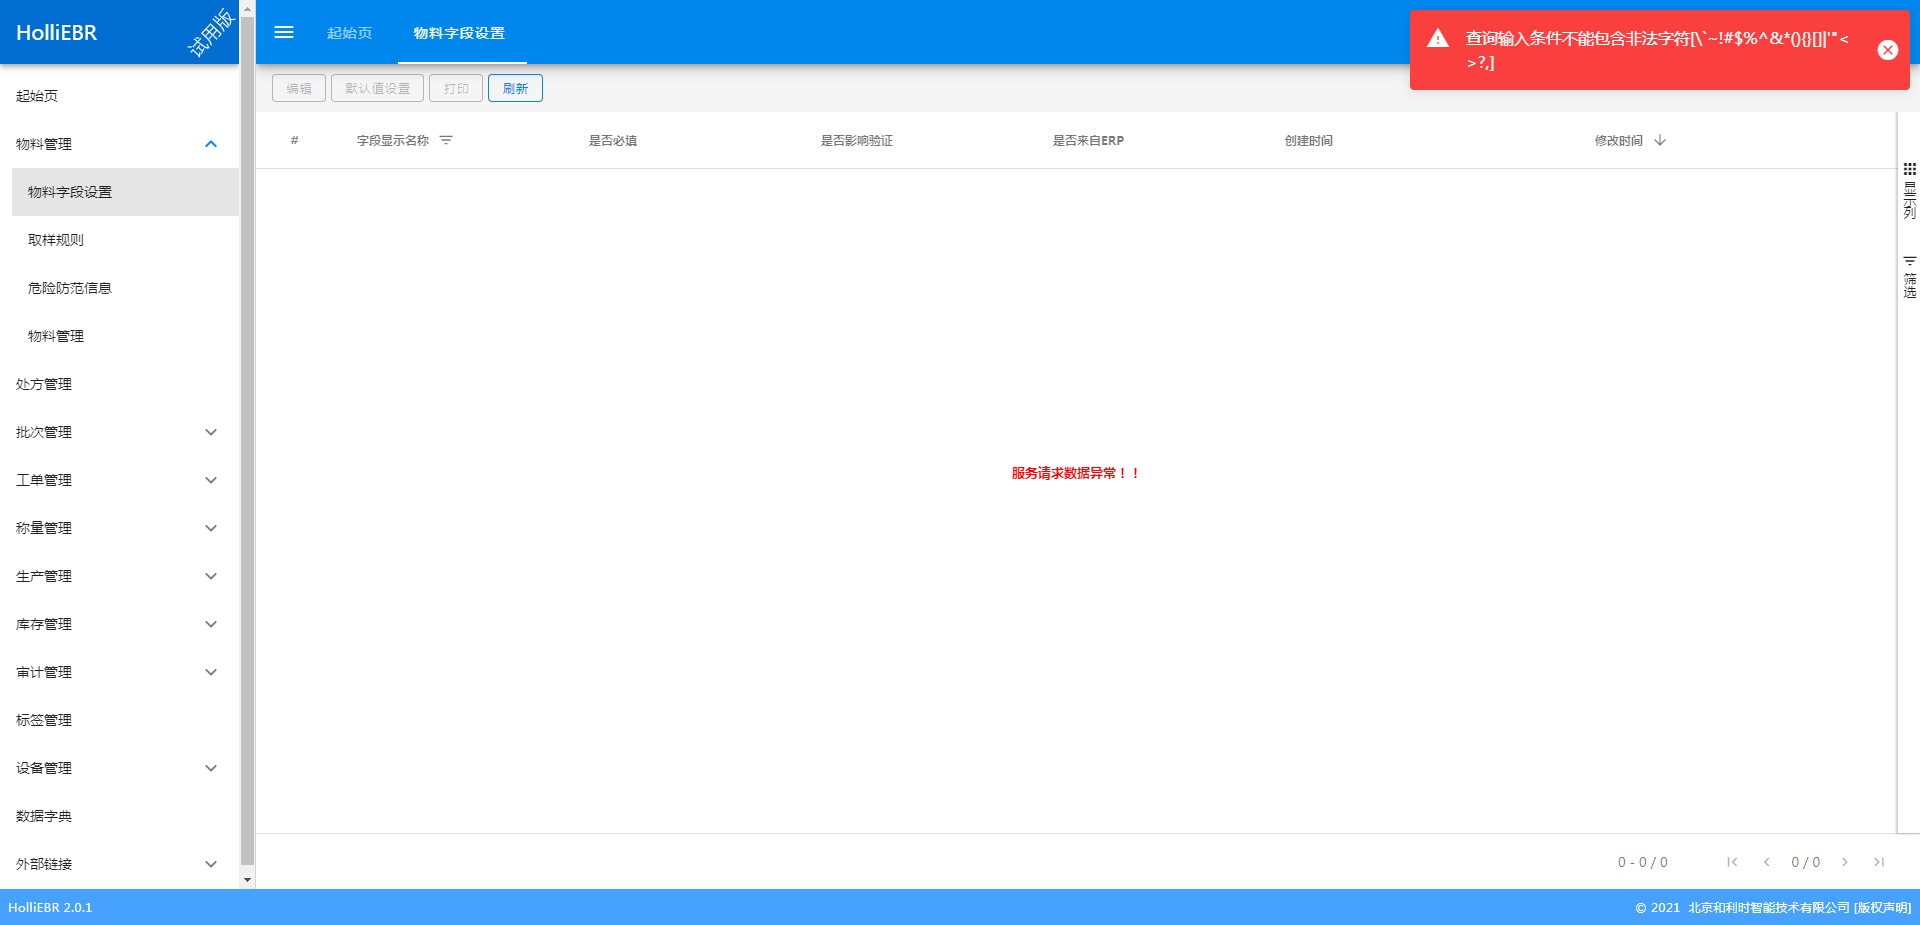 HolliEBR
试用版
起始页
物料字段设置
查询输入条件不能包含非法字符[\`~!#$%^&*(){}[]|'"<
>?,]
编辑
默认值设置
打印
刷新
起始页
物料管理
物料字段设置
取样规则
危险防范信息
物料管理
处方管理
批次管理
工单管理
称量管理
生产管理
库存管理
审计管理
标签管理
设备管理
数据字典
外部链接
# 字段显示名称 是否必填 是否影响验证 是否来自ERP 创建时间 修改时间
显示列
筛选
服务请求数据异常！！
0 - 0 / 0
0 / 0
HolliEBR 2.0.1
© 2021 北京和利时智能技术有限公司 [版权声明]